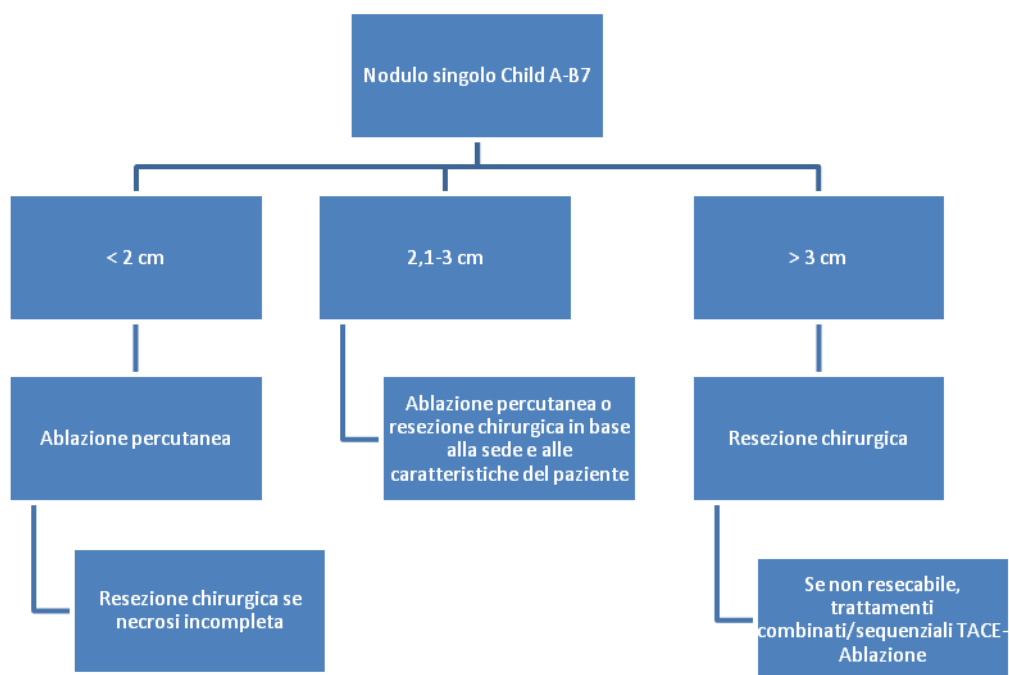 Nodulo singolo Child A-B7
< 2 cm
2,1-3 cm
> 3 cm
Ablazione percutanea
Ablazione percutanea o
resezione chirurgica in base
alla sede e alle
caratteristiche del paziente
Resezione chirurgica
Resezione chirurgica se
necrosi incompleta
Se non resecabile,
trattamenti
combinati/sequenziali TACE-
Ablazione